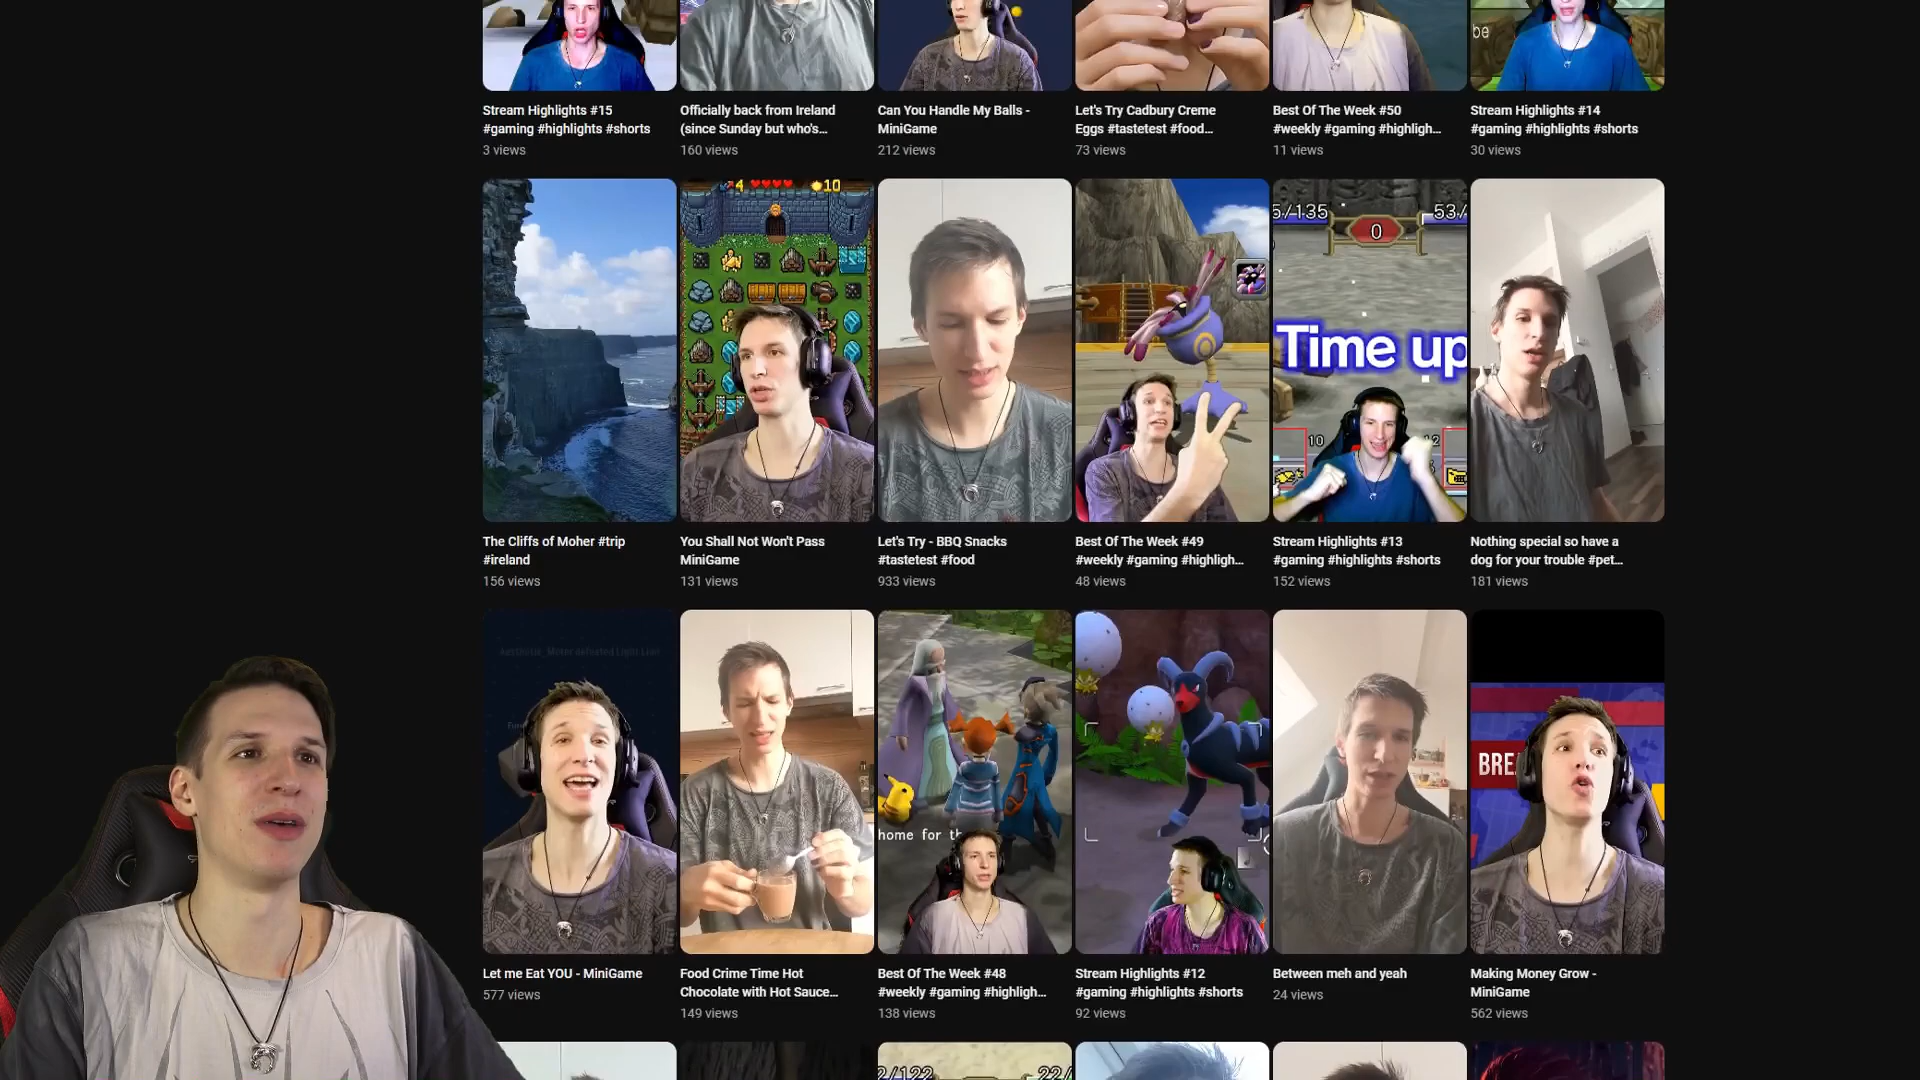 be
Stream Highlights #15
#gaming #highlights #shorts
3 views
Officially back from Ireland
(since Sunday but who's...
160 views
Can You Handle My Balls -
MiniGame
212 views
Let's Try Cadbury Creme
Eggs #tastetest #food...
73 views
Best Of The Week #50
#weekly #gaming #highligh...
11 views
Stream Highlights #14
#gaming #highlights #shorts
30 views
4
10
5/135
53/
0
Time up
10
The Cliffs of Moher #trip
#ireland
156 views
You Shall Not Won't Pass
MiniGame
131 views
Let's Try - BBQ Snacks
#tastetest #food
933 views
Best Of The Week #49
#weekly #gaming #highligh...
48 views
Stream Highlights #13
#gaming #highlights #shorts
152 views
Nothing special so have a
dog for your trouble #pet...
181 views
defeated Light Lion
home for th
BREA
Let me Eat YOU - MiniGame
577 views
Food Crime Time Hot
Chocolate with Hot Sauce...
149 views
Best Of The Week #48
#weekly #gaming #highligh...
138 views
Stream Highlights #12
#gaming #highlights #shorts
92 views
Between meh and yeah
24 views
Making Money Grow -
MiniGame
562 views
2/122
22/